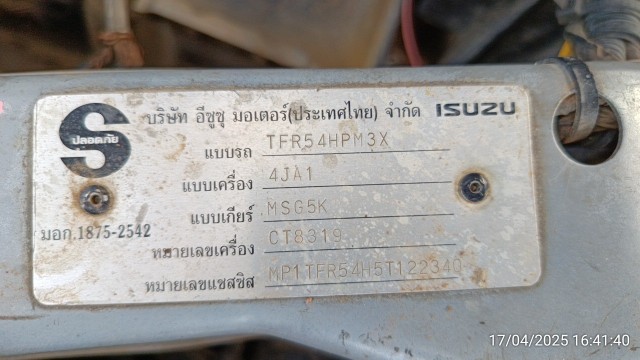 บริษัท อีซูซุ มอเตอร์(ประเทศไทย) จำกัด ISUZU
S
ปลอดภัย
แบบรถ TFR54HPM3X
แบบเครื่อง 4JA1
แบบเกียร์ MSG5K
มอก.1875-2542
หมายเลขเครื่อง CT8319
หมายเลขแชสซิส MP1TFR54H5T122340
17/04/2025 16:41:40